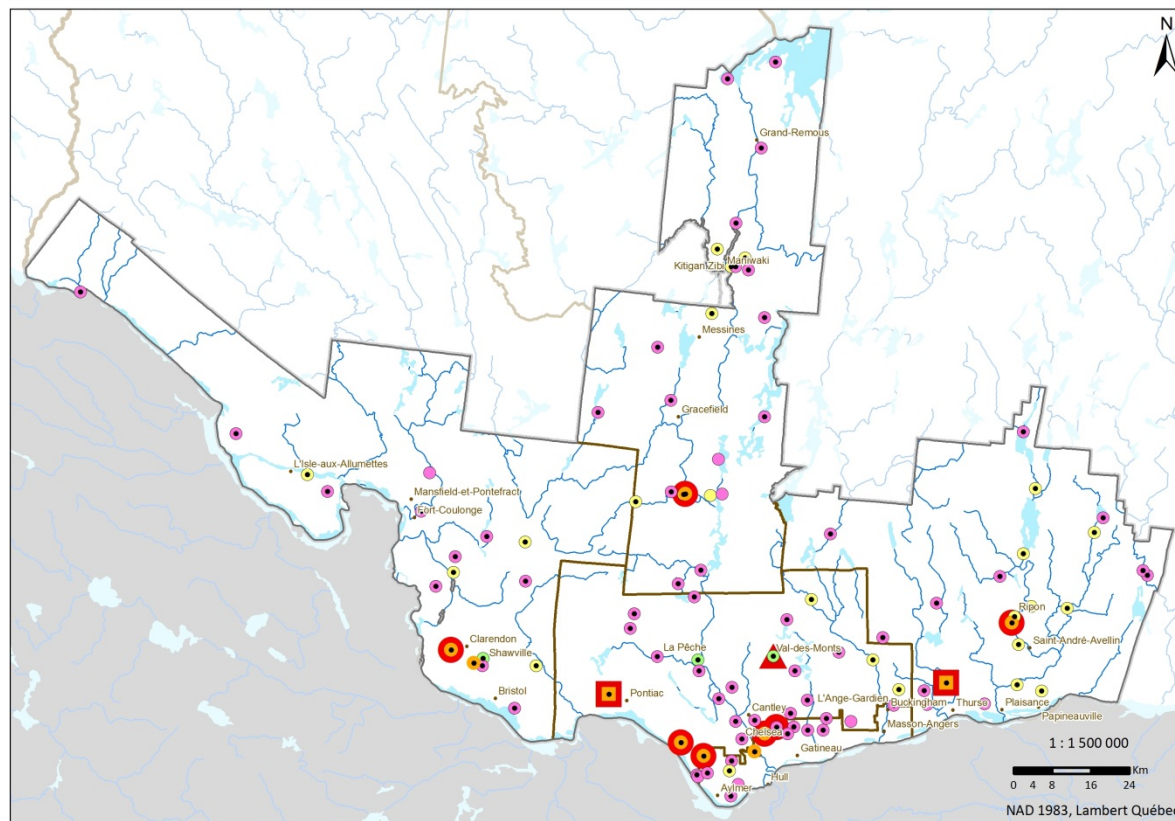 N
Grand-Remous
Kitigan Zibi
Maniwaki
Messines
Gracefield
L'Isle-aux-Allumettes
Mansfield-et-Pontefract
Fort-Coulonge
Ripon
Clarendon
Saint-André-Avellin
Shawville
La Pêche
Val-des-Monts
Bristol
Pontiac
L'Ange-Gardien
Buckingham
Thurso
Plaisance
Papineauville
Cantley
Chelsea
Masson-Angers
Gatineau
Hull
Aylmer
1 : 1 500 000
Km
0 4 8 16 24
NAD 1983, Lambert Québec